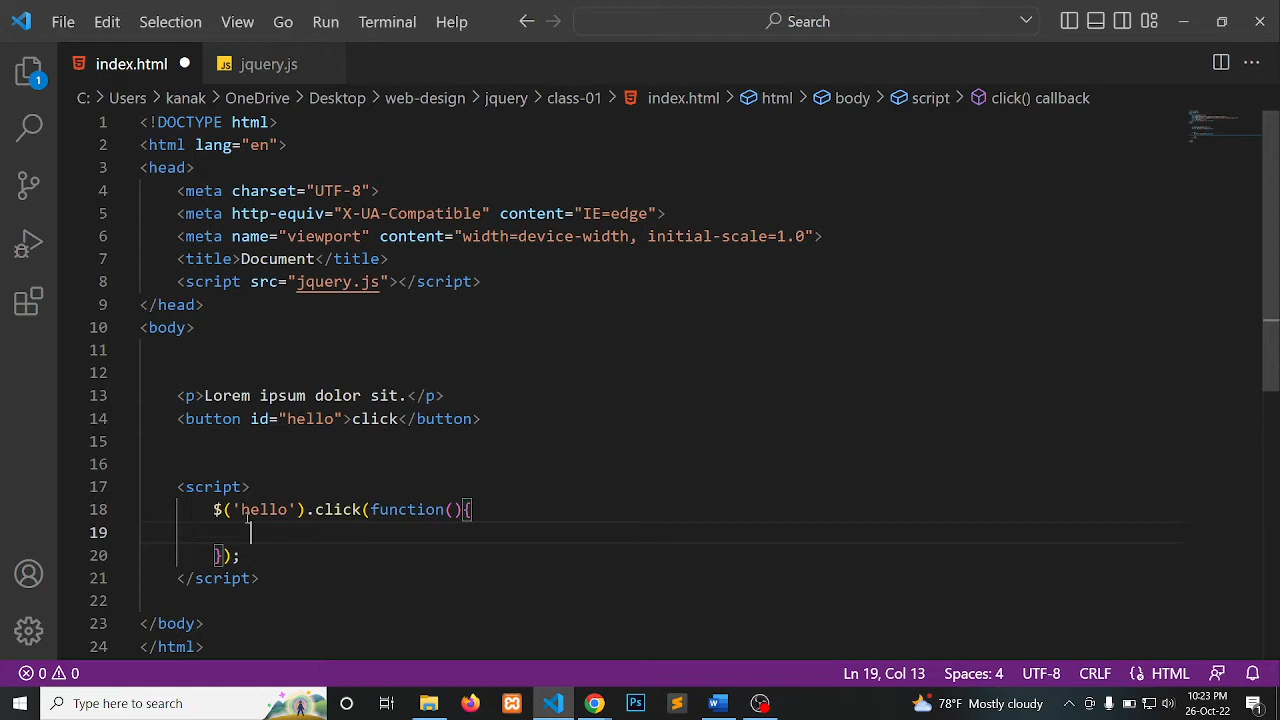 File Edit Selection View Go Run Terminal Help Search
index.html JS jquery.js
C: > Users > kanak > OneDrive > Desktop > web-design > jquery > class-01 > index.html > html > body > script > click() callback
1 <!DOCTYPE html>
2 <html lang="en">
3 <head>
4 <meta charset="UTF-8">
5 <meta http-equiv="X-UA-Compatible" content="IE=edge">
6 <meta name="viewport" content="width=device-width, initial-scale=1.0">
7 <title>Document</title>
8 <script src="jquery.js"></script>
9 </head>
10 <body>
11
12
13 <p>Lorem ipsum dolor sit.</p>
14 <button id="hello">click</button>
15
16
17 <script>
18 $('hello').click(function(){
19
20 });
21 </script>
22
23 </body>
24 </html>
1
0 0 Ln 19, Col 13 Spaces: 4 UTF-8 CRLF HTML
Type here to search Ps 78°F Mostly cloudy 10:23 PM
26-Oct-22 1